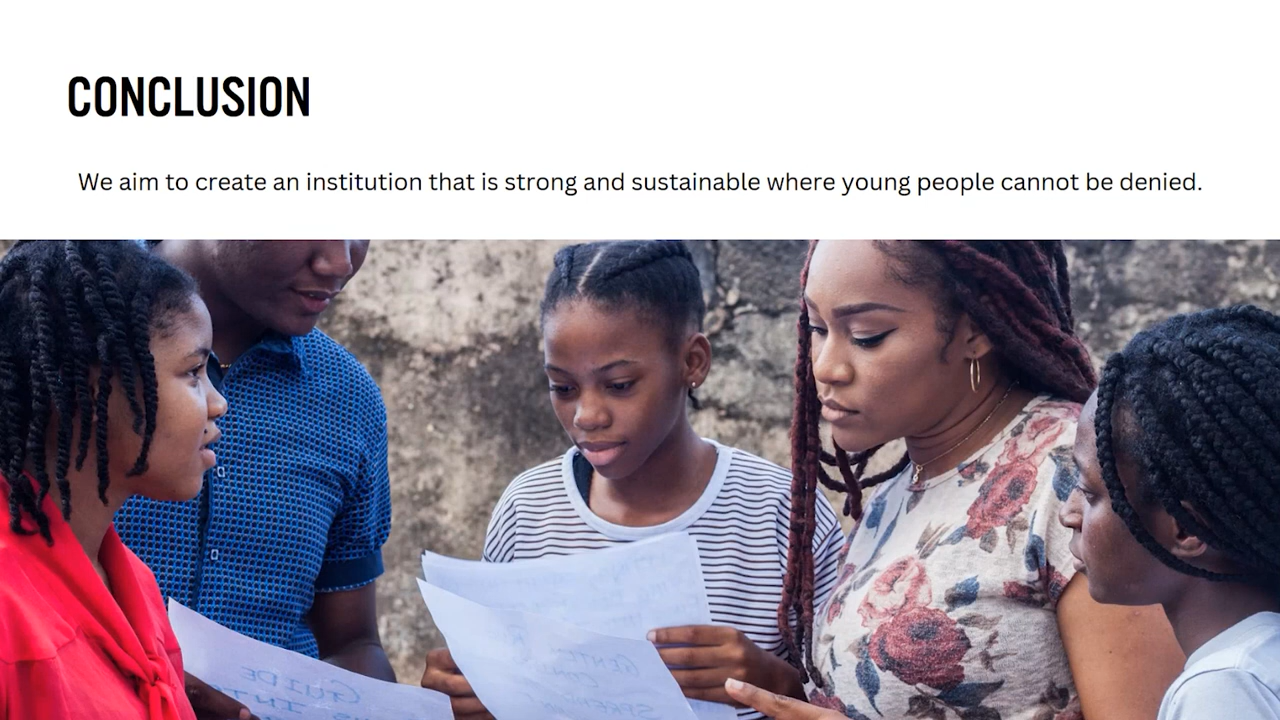 CONCLUSION
We aim to create an institution that is strong and sustainable where young people cannot be denied.
GUIDE